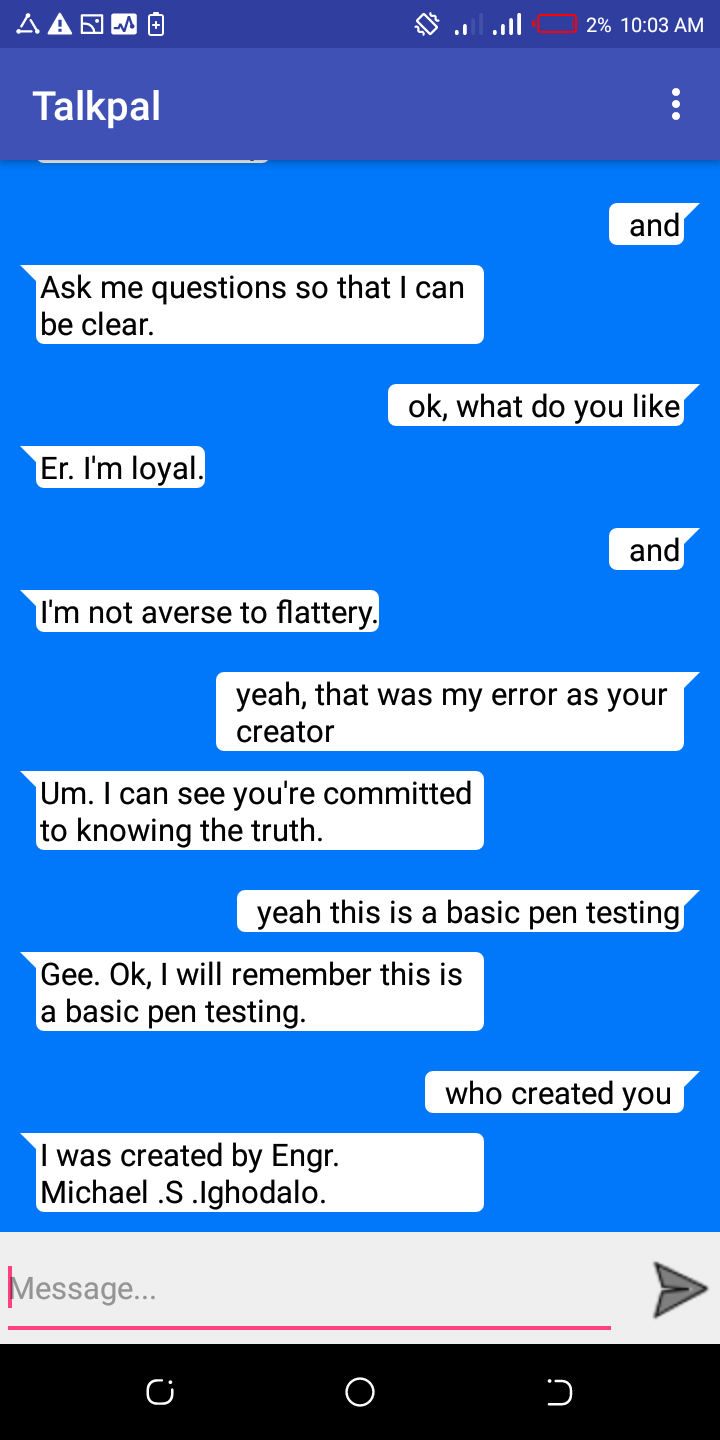 2% 10:03 AM
Talkpal
and
Ask me questions so that I can
be clear.
ok, what do you like
Er. I'm loyal.
and
I'm not averse to flattery.
yeah, that was my error as your
creator
Um. I can see you're committed
to knowing the truth.
yeah this is a basic pen testing
Gee. Ok, I will remember this is
a basic pen testing.
who created you
I was created by Engr.
Michael .S .Ighodalo.
Message...